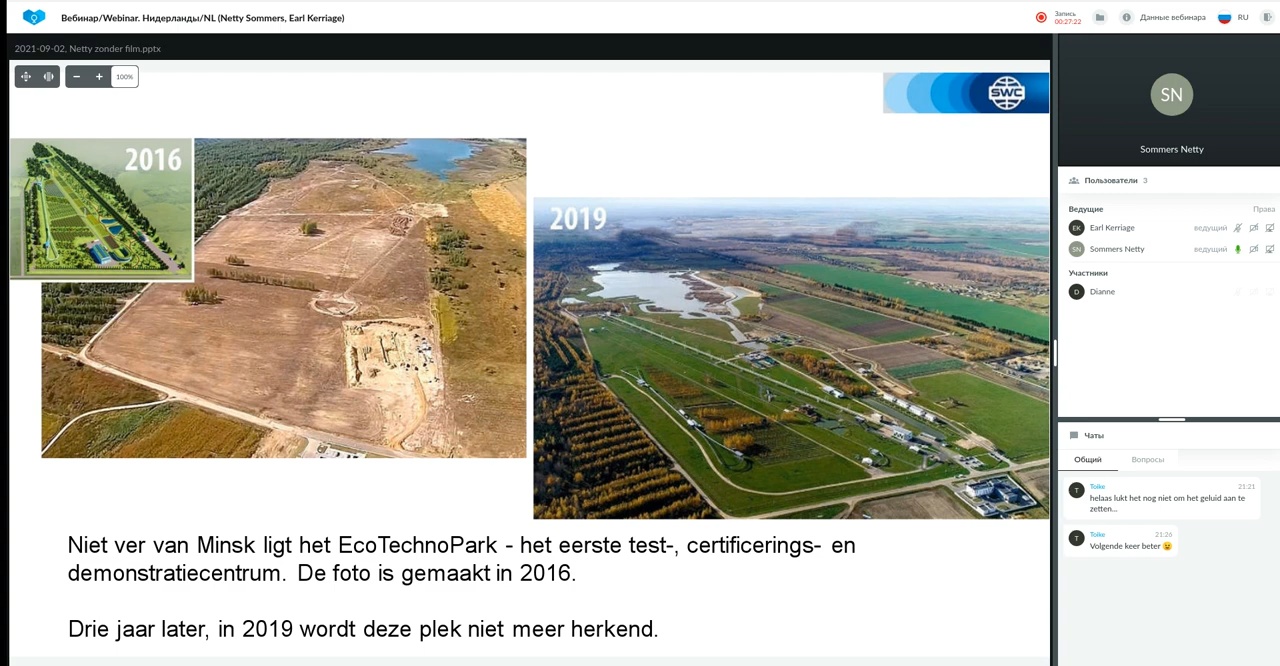 Вебинар/Webinar. Нидерланды/NL (Netty Sommers, Earl Kerriage)
Запись
00:27:22
Данные вебинара
RU
2021-09-02, Netty zonder film.pptx
100%
SWC
2016
2019
Niet ver van Minsk ligt het EcoTechnoPark - het eerste test-, certificerings- en
demonstratiecentrum. De foto is gemaakt in 2016.
Drie jaar later, in 2019 wordt deze plek niet meer herkend.
SN
Sommers Netty
Пользователи 3
Ведущие Права
EK Earl Kerriage ведущий
SN Sommers Netty ведущий
Участники
D Dianne
Чаты
Общий Вопросы
T Toike 21:21
helaas lukt het nog niet om het geluid aan te
zetten...
T Toike 21:26
Volgende keer beter 😉